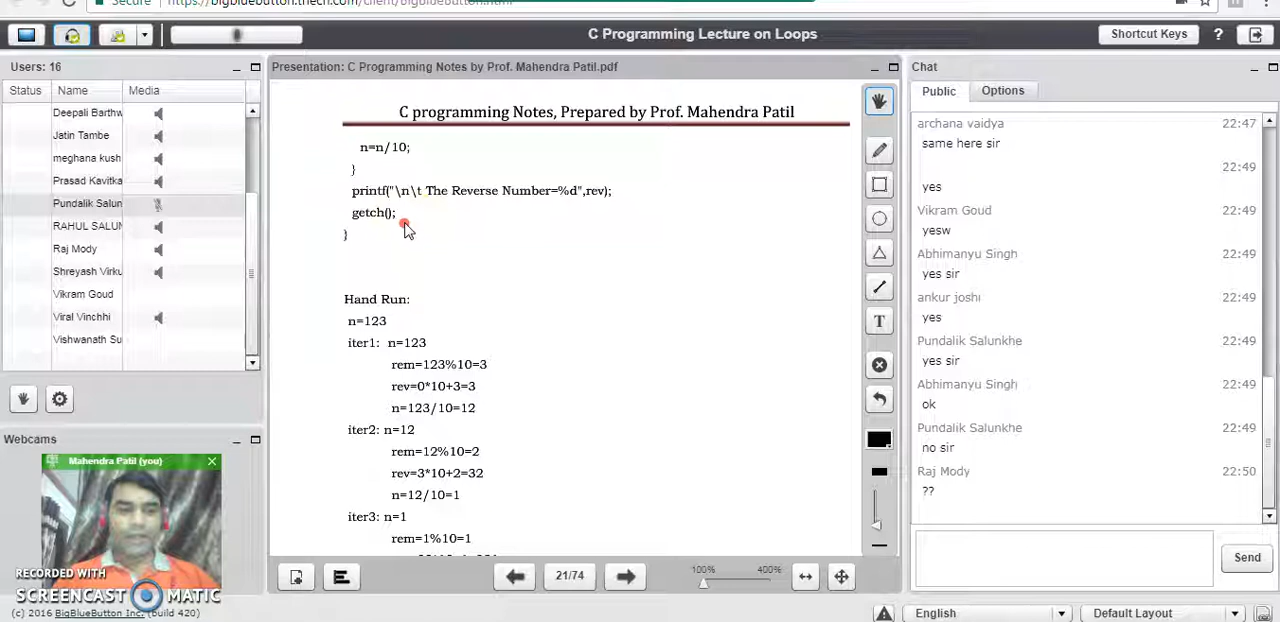 Secure
https://bigbluebutton.thech.com/client/BigBlueButton.html
C Programming Lecture on Loops
Shortcut Keys
?
Users: 16
Status Name Media
Deepali Barthw
Jatin Tambe
meghana kush
Prasad Kavitka
Pundalik Salun
RAHUL SALUN
Raj Mody
Shreyash Virku
Vikram Goud
Viral Vinchhi
Vishwanath Su
Webcams
Mahendra Patil (you)
RECORDED WITH
SCREENCAST MATIC
(c) 2016 BigBlueButton Inc. (build 420)
Presentation: C Programming Notes by Prof. Mahendra Patil.pdf
C programming Notes, Prepared by Prof. Mahendra Patil
n=n/10;
}
printf("\n\t The Reverse Number=%d",rev);
getch();
}
Hand Run:
n=123
iter1: n=123
rem=123%10=3
rev=0*10+3=3
n=123/10=12
iter2: n=12
rem=12%10=2
rev=3*10+2=32
n=12/10=1
iter3: n=1
rem=1%10=1
T
21/74
100% 400%
Chat
Public Options
archana vaidya 22:47
same here sir
22:49
yes
Vikram Goud 22:49
yesw
Abhimanyu Singh 22:49
yes sir
ankur joshi 22:49
yes
Pundalik Salunkhe 22:49
yes sir
Abhimanyu Singh 22:49
ok
Pundalik Salunkhe 22:49
no sir
Raj Mody 22:50
??
Send
English
Default Layout